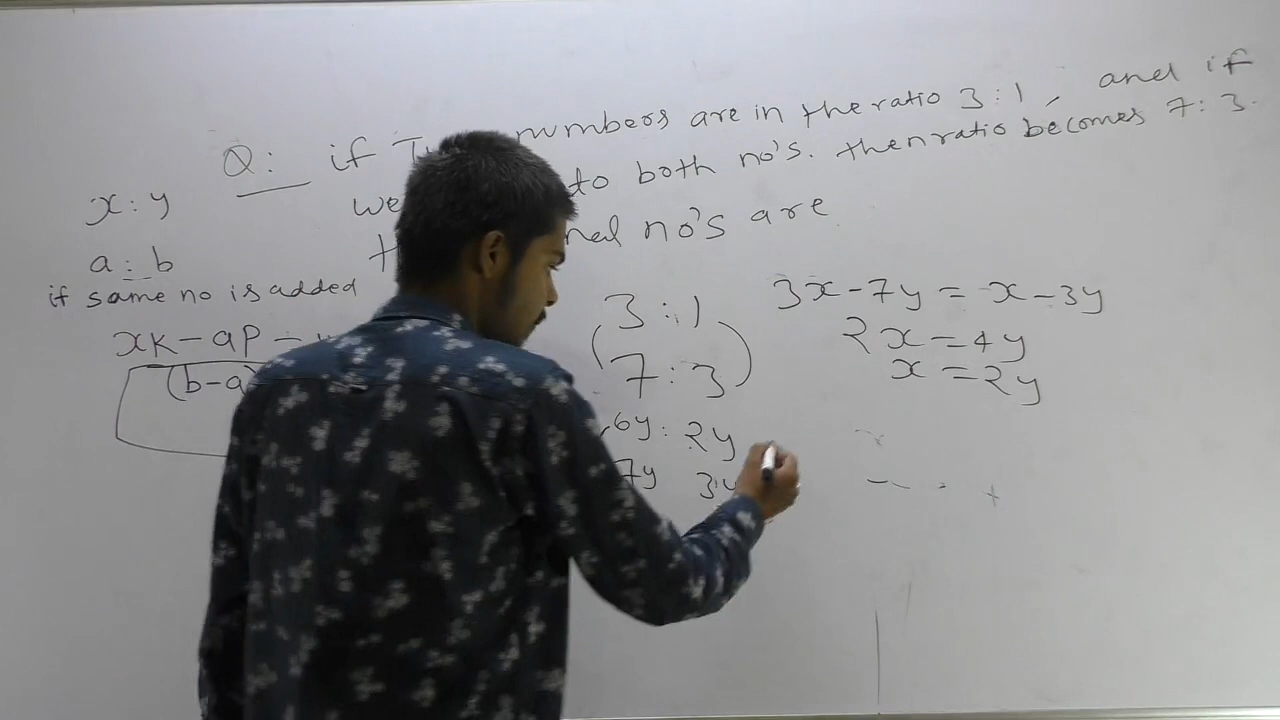 Q: if numbers are in the ratio 3:1, and if
we to both no's. then ratio becomes 7:3.
no's are
x:y
a:b
if same no is added
xk-ap-
(b-a)
3:1
7:3
6y:2y
7y 3y
3x-7y=x-3y
2x=4y
x=2y